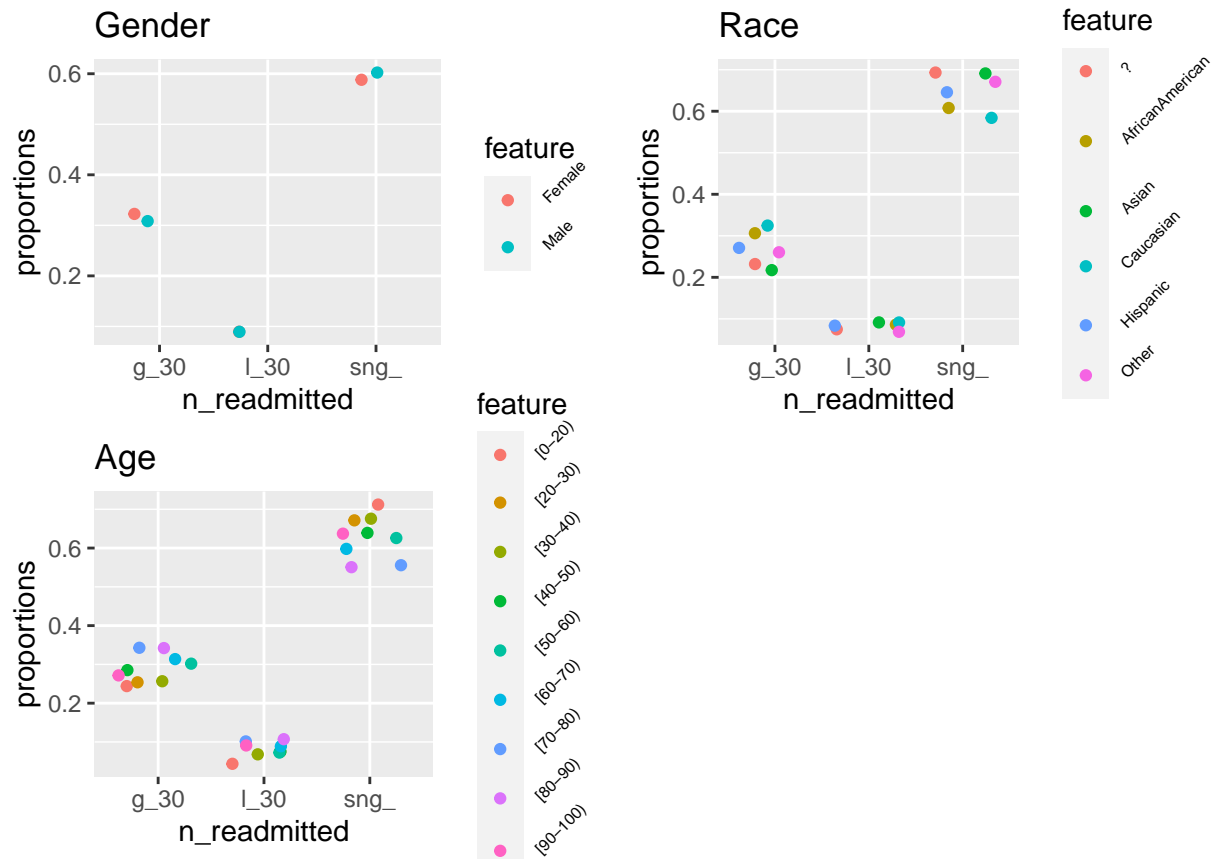 Gender
proportions
0.6
0.4
0.2
g_30
l_30
sng_
n_readmitted
feature
Female
Male
Race
proportions
0.6
0.4
0.2
g_30
l_30
sng_
n_readmitted
feature
?
AfricanAmerican
Asian
Caucasian
Hispanic
Other
Age
proportions
0.6
0.4
0.2
g_30
l_30
sng_
n_readmitted
feature
[0−20)
[20−30)
[30−40)
[40−50)
[50−60)
[60−70)
[70−80)
[80−90)
[90−100)